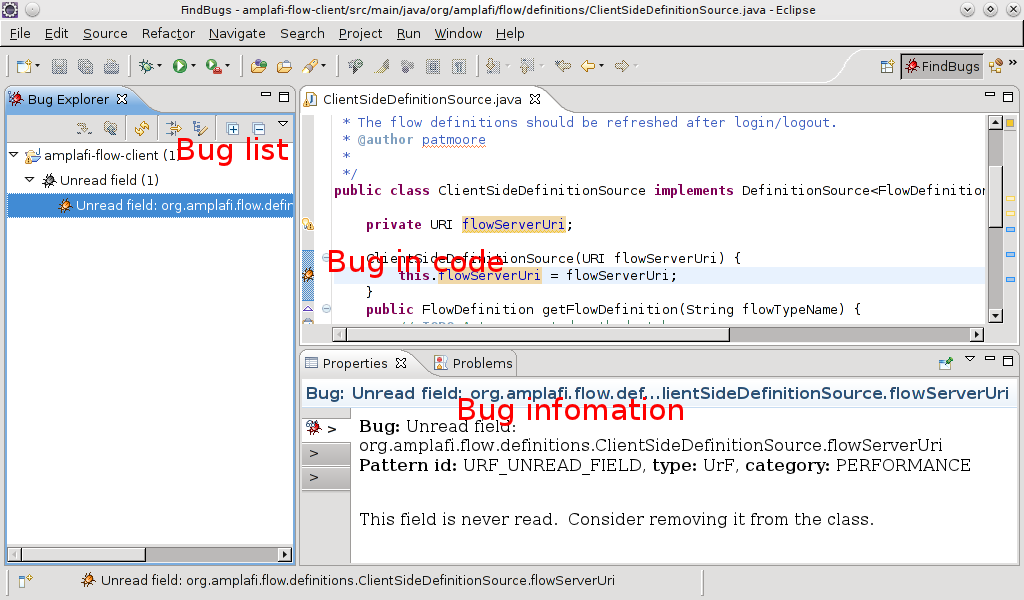 FindBugs - amplafi-flow-client/src/main/java/org/amplafi/flow/definitions/ClientSideDefinitionSource.java - Eclipse
File Edit Source Refactor Navigate Search Project Run Window Help
FindBugs
Bug Explorer
Bug list
amplafi-flow-client (1)
Unread field (1)
Unread field: org.amplafi.flow.defin
ClientSideDefinitionSource.java
* The flow definitions should be refreshed after login/logout.
* @author patmoore
*
*/
public class ClientSideDefinitionSource implements DefinitionSource<FlowDefinition
private URI flowServerUri;
ClientSideDefinitionSource(URI flowServerUri) {
Bug in code
this.flowServerUri = flowServerUri;
}
public FlowDefinition getFlowDefinition(String flowTypeName) {
Properties Problems
Bug: Unread field: org.amplafi.flow.def...lientSideDefinitionSource.flowServerUri
Bug infomation
Bug: Unread field:
org.amplafi.flow.definitions.ClientSideDefinitionSource.flowServerUri
Pattern id: URF_UNREAD_FIELD, type: UrF, category: PERFORMANCE
This field is never read. Consider removing it from the class.
Unread field: org.amplafi.flow.definitions.ClientSideDefinitionSource.flowServerUri